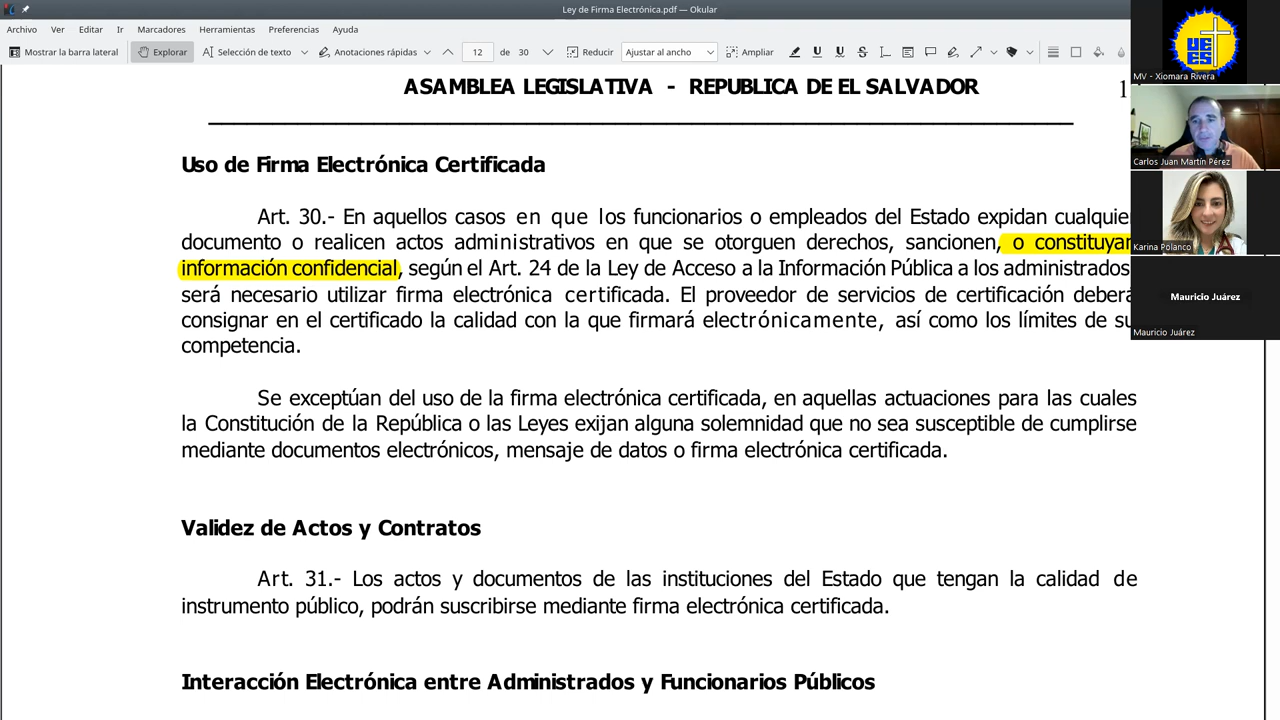 Ley de Firma Electrónica.pdf — Okular
Archivo Ver Editar Ir Marcadores Herramientas Preferencias Ayuda
Mostrar la barra lateral Explorar Selección de texto Anotaciones rápidas 12 de 30 Reducir Ajustar al ancho Ampliar
ASAMBLEA LEGISLATIVA - REPUBLICA DE EL SALVADOR 1
Uso de Firma Electrónica Certificada
Art. 30.- En aquellos casos en que los funcionarios o empleados del Estado expidan cualquie
documento o realicen actos administrativos en que se otorguen derechos, sancionen, o constituyan
información confidencial, según el Art. 24 de la Ley de Acceso a la Información Pública a los administrados
será necesario utilizar firma electrónica certificada. El proveedor de servicios de certificación deberá
consignar en el certificado la calidad con la que firmará electrónicamente, así como los límites de su
competencia.
Se exceptúan del uso de la firma electrónica certificada, en aquellas actuaciones para las cuales
la Constitución de la República o las Leyes exijan alguna solemnidad que no sea susceptible de cumplirse
mediante documentos electrónicos, mensaje de datos o firma electrónica certificada.
Validez de Actos y Contratos
Art. 31.- Los actos y documentos de las instituciones del Estado que tengan la calidad de
instrumento público, podrán suscribirse mediante firma electrónica certificada.
Interacción Electrónica entre Administrados y Funcionarios Públicos
UE
ES
MV - Xiomara Rivera
Carlos Juan Martín Pérez
Karina Polanco
Mauricio Juárez
Mauricio Juárez